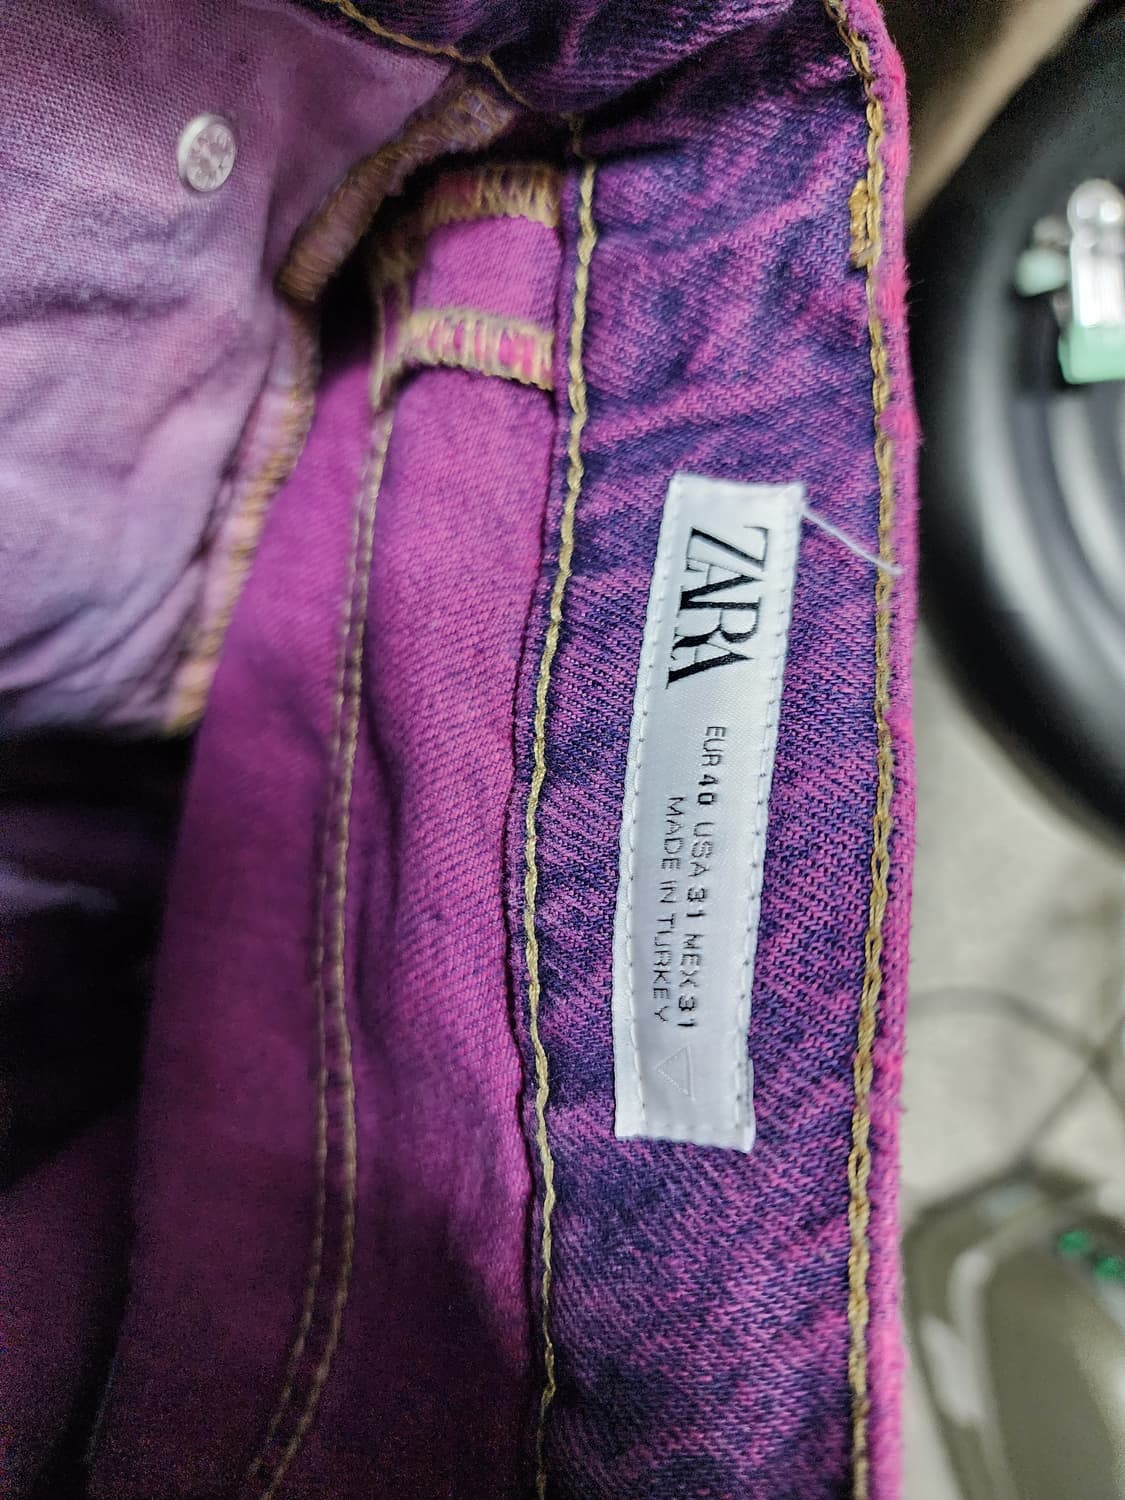 ZARA
EUR 40 USA 31 MEX 31
MADE IN TURKEY